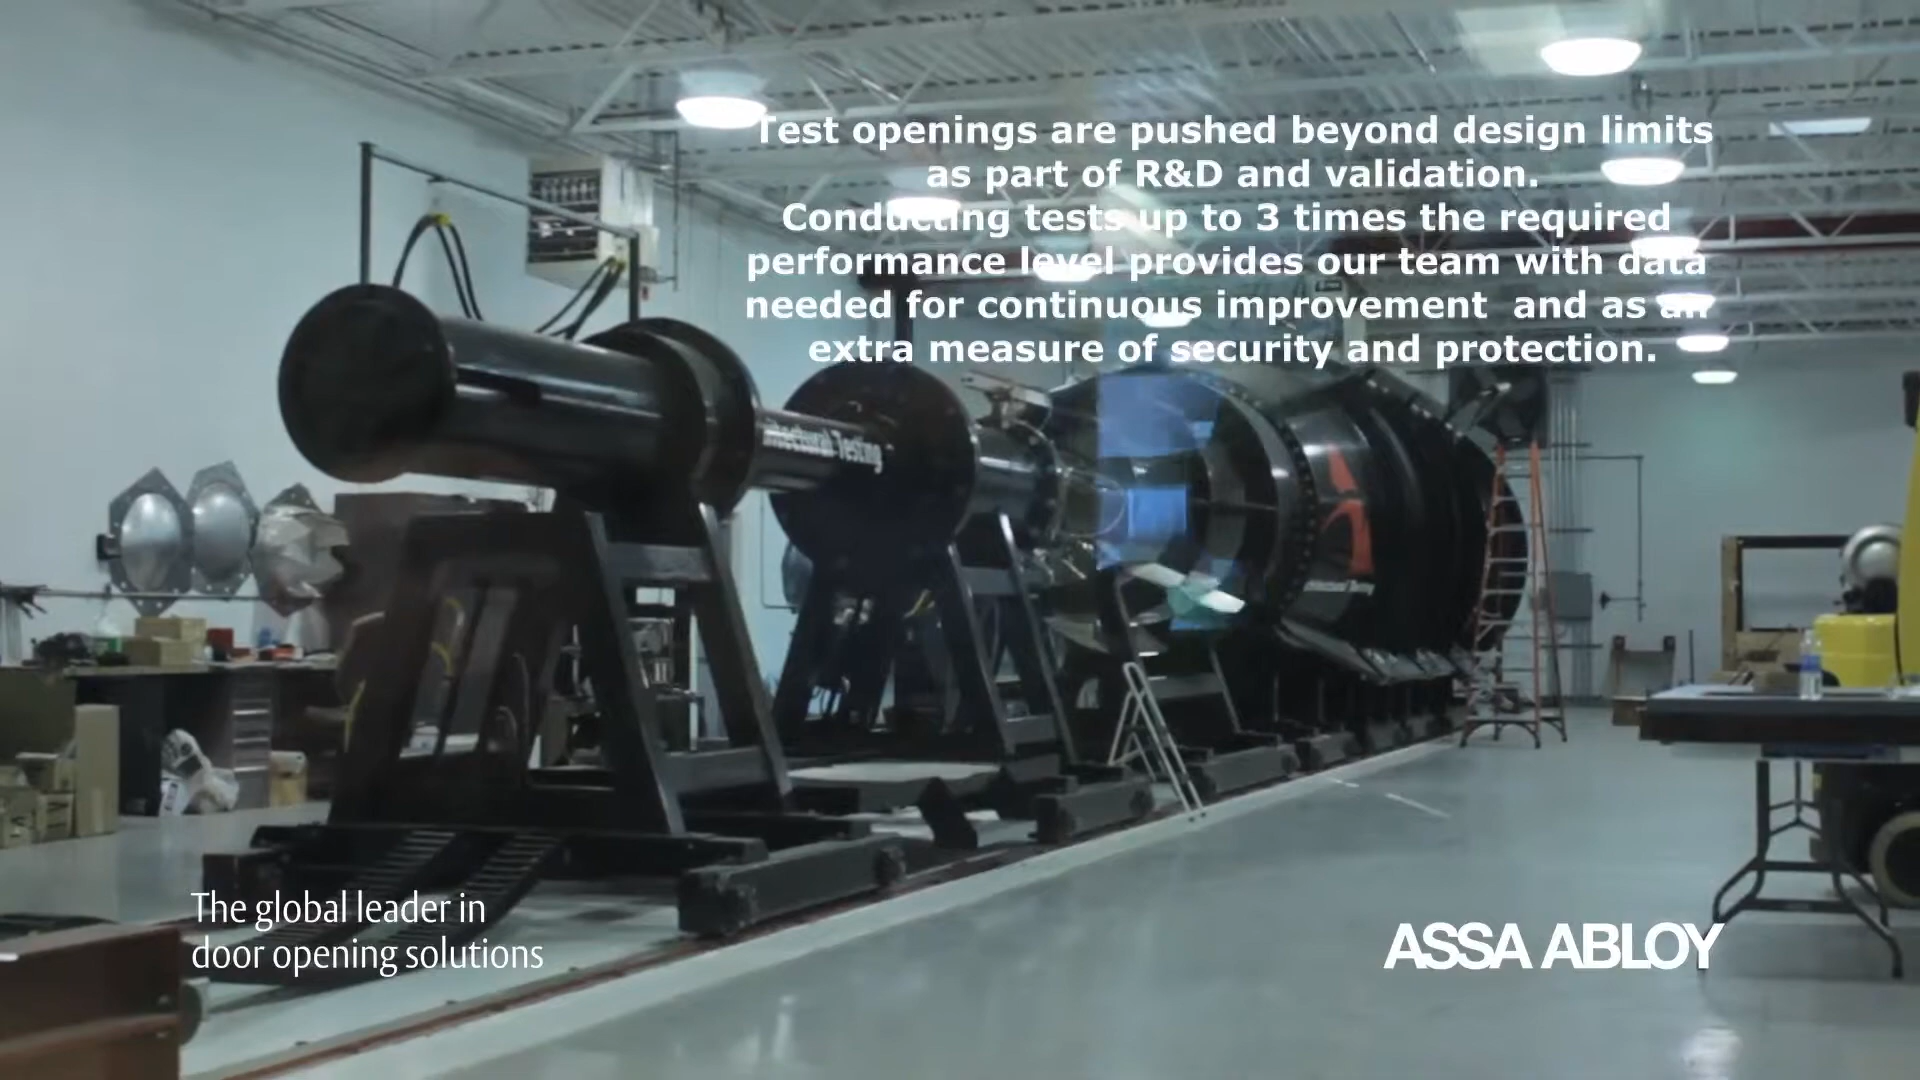 Test openings are pushed beyond design limits
as part of R&D and validation.
Conducting tests up to 3 times the required
performance level provides our team with data
needed for continuous improvement  and as an
extra measure of security and protection.
Testing
The global leader in
door opening solutions
ASSA ABLOY